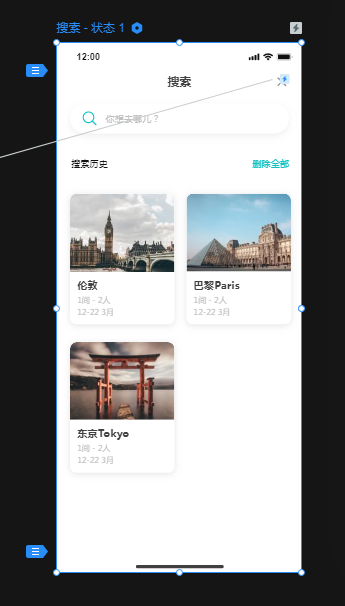 搜索 - 状态 1
12:00
搜索
你想去哪儿？
搜索历史
删除全部
伦敦
1间 - 2人
12-22 3月
巴黎Paris
1间 - 2人
12-22 3月
东京Tokyo
1间 - 2人
12-22 3月